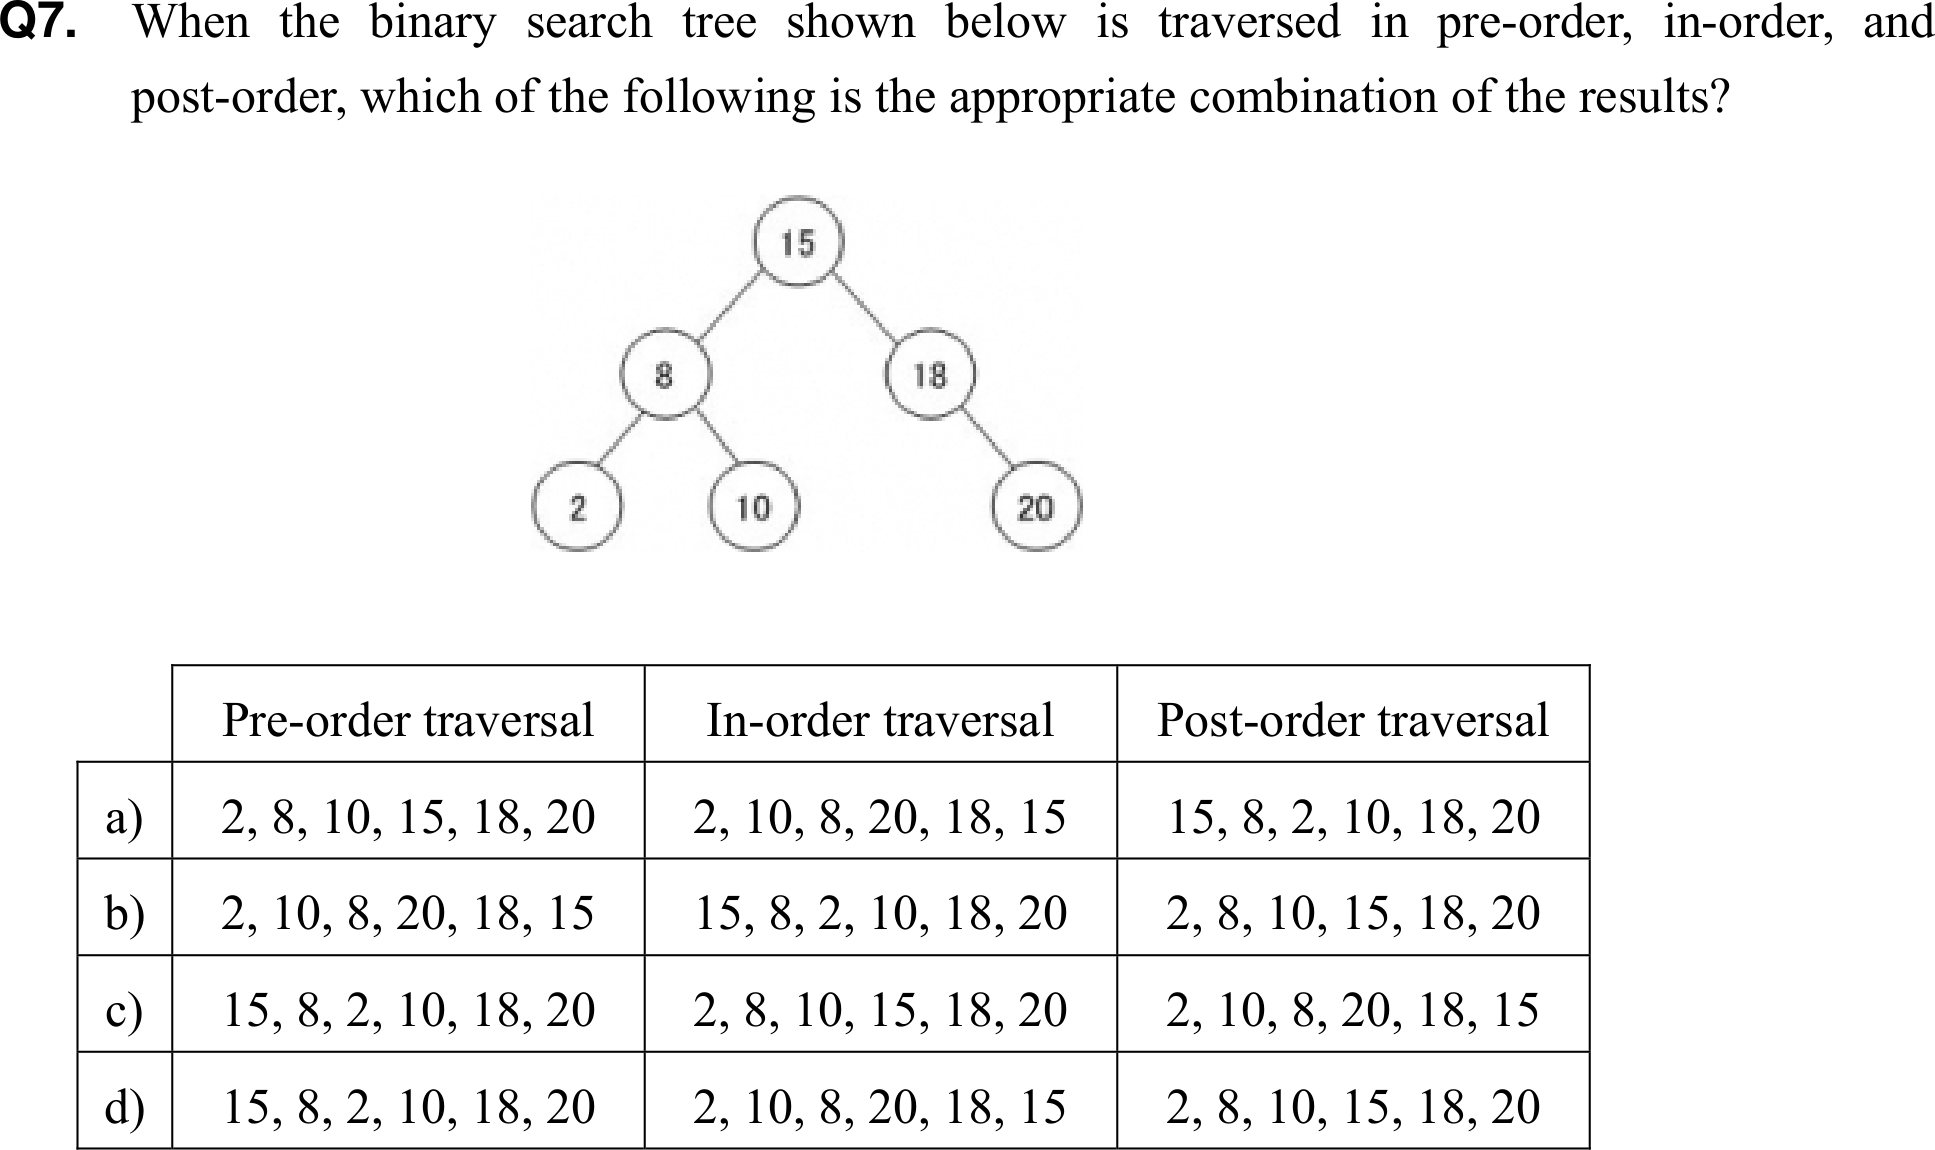 Q7. When the binary search tree shown below is traversed in pre-order, in-order, and
post-order, which of the following is the appropriate combination of the results?
15
8 18
2 10 20
Pre-order traversal In-order traversal Post-order traversal
a) 2, 8, 10, 15, 18, 20 2, 10, 8, 20, 18, 15 15, 8, 2, 10, 18, 20
b) 2, 10, 8, 20, 18, 15 15, 8, 2, 10, 18, 20 2, 8, 10, 15, 18, 20
c) 15, 8, 2, 10, 18, 20 2, 8, 10, 15, 18, 20 2, 10, 8, 20, 18, 15
d) 15, 8, 2, 10, 18, 20 2, 10, 8, 20, 18, 15 2, 8, 10, 15, 18, 20